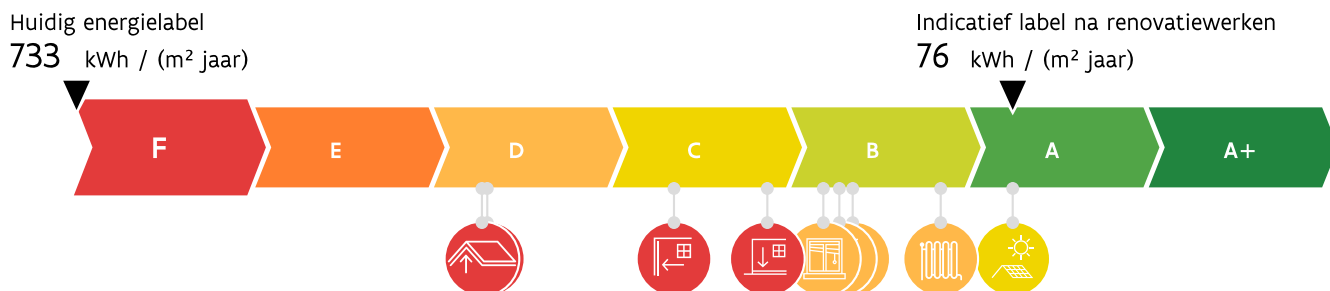 Huidig energielabel
733 kWh / (m² jaar)
Indicatief label na renovatiewerken
76 kWh / (m² jaar)
F E D C B A A+